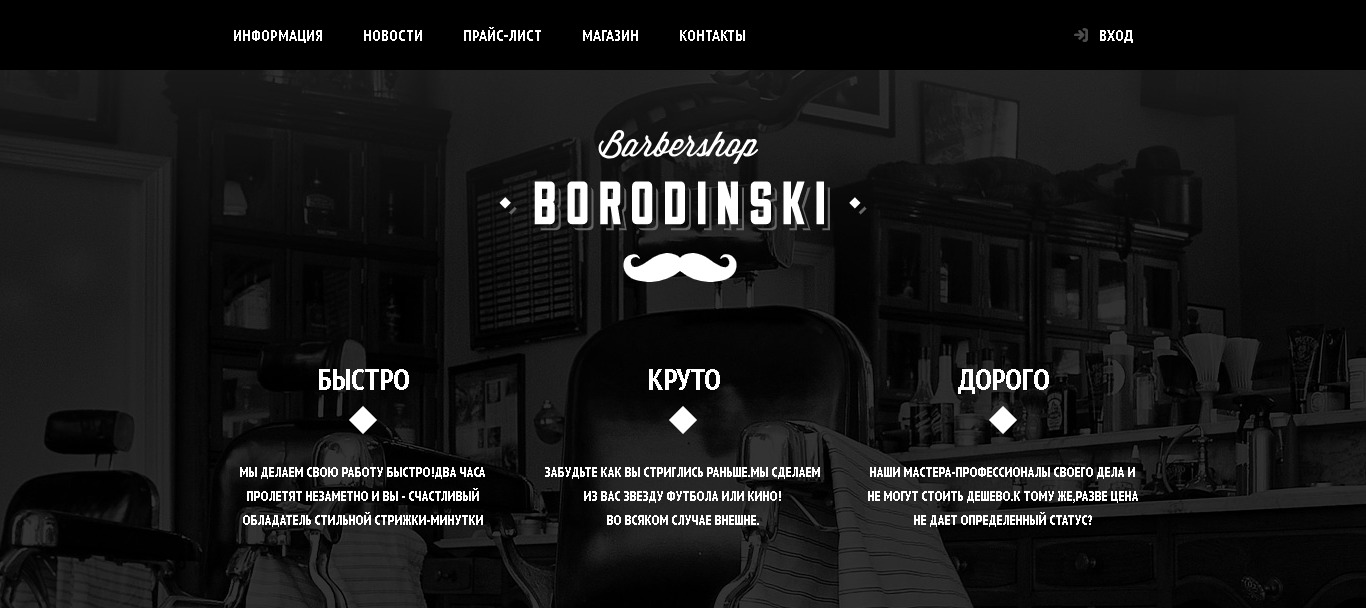 ИНФОРМАЦИЯ НОВОСТИ ПРАЙС-ЛИСТ МАГАЗИН КОНТАКТЫ ВХОД
Barbershop
BORODINSKI
БЫСТРО
МЫ ДЕЛАЕМ СВОЮ РАБОТУ БЫСТРО!ДВА ЧАСА
ПРОЛЕТЯТ НЕЗАМЕТНО И ВЫ - СЧАСТЛИВЫЙ
ОБЛАДАТЕЛЬ СТИЛЬНОЙ СТРИЖКИ-МИНУТКИ
КРУТО
ЗАБУДЬТЕ КАК ВЫ СТРИГЛИСЬ РАНЬШЕ.МЫ СДЕЛАЕМ
ИЗ ВАС ЗВЕЗДУ ФУТБОЛА ИЛИ КИНО!
ВО ВСЯКОМ СЛУЧАЕ ВНЕШНЕ.
ДОРОГО
НАШИ МАСТЕРА-ПРОФЕССИОНАЛЫ СВОЕГО ДЕЛА И
НЕ МОГУТ СТОИТЬ ДЕШЕВО.К ТОМУ ЖЕ,РАЗВЕ ЦЕНА
НЕ ДАЕТ ОПРЕДЕЛЕННЫЙ СТАТУС?